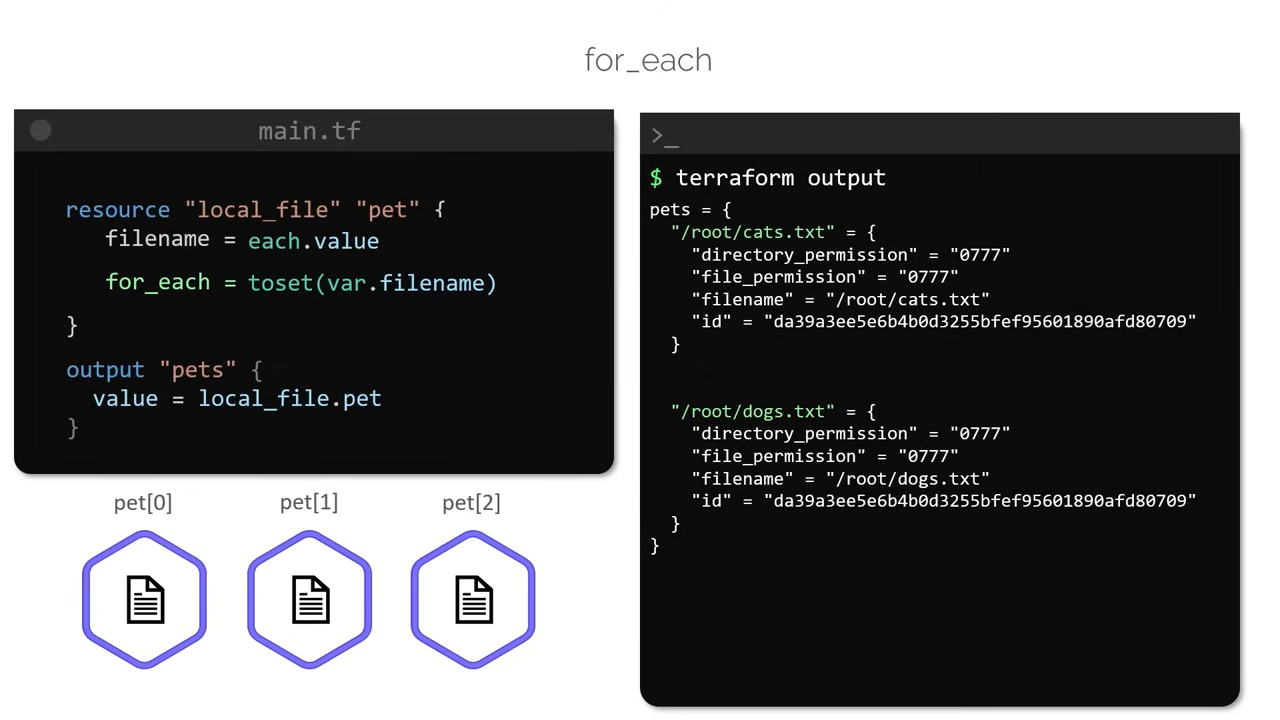 for_each
main.tf
resource "local_file" "pet" {
filename = each.value
for_each = toset(var.filename)
}
output "pets" {
value = local_file.pet
}
pet[0]
pet[1]
pet[2]
>_
$ terraform output
pets = {
"/root/cats.txt" = {
"directory_permission" = "0777"
"file_permission" = "0777"
"filename" = "/root/cats.txt"
"id" = "da39a3ee5e6b4b0d3255bfef95601890afd80709"
}
"/root/dogs.txt" = {
"directory_permission" = "0777"
"file_permission" = "0777"
"filename" = "/root/dogs.txt"
"id" = "da39a3ee5e6b4b0d3255bfef95601890afd80709"
}
}